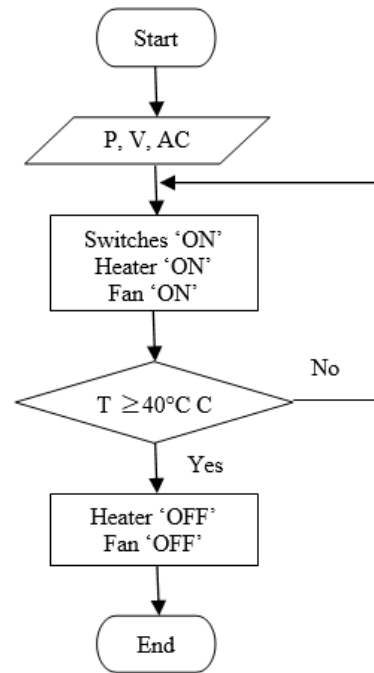 Start
P, V, AC
Switches ‘ON’
Heater ‘ON’
Fan ‘ON’
T ≥40°C C
No
Yes
Heater ‘OFF’
Fan ‘OFF’
End